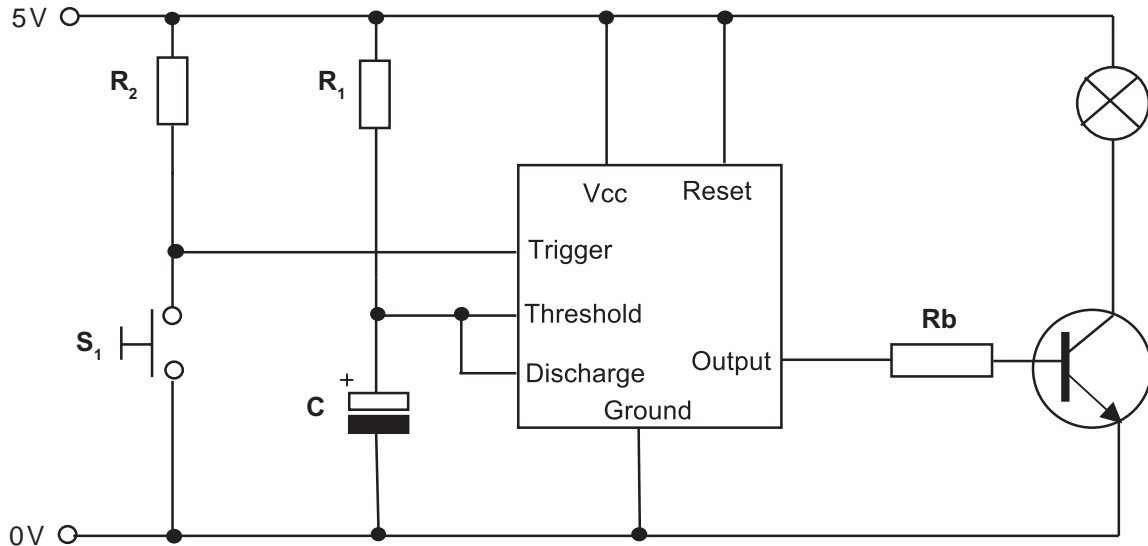 5V
R2
R1
Vcc
Reset
Trigger
Threshold
S1
Rb
Output
Discharge
+
C
Ground
0V